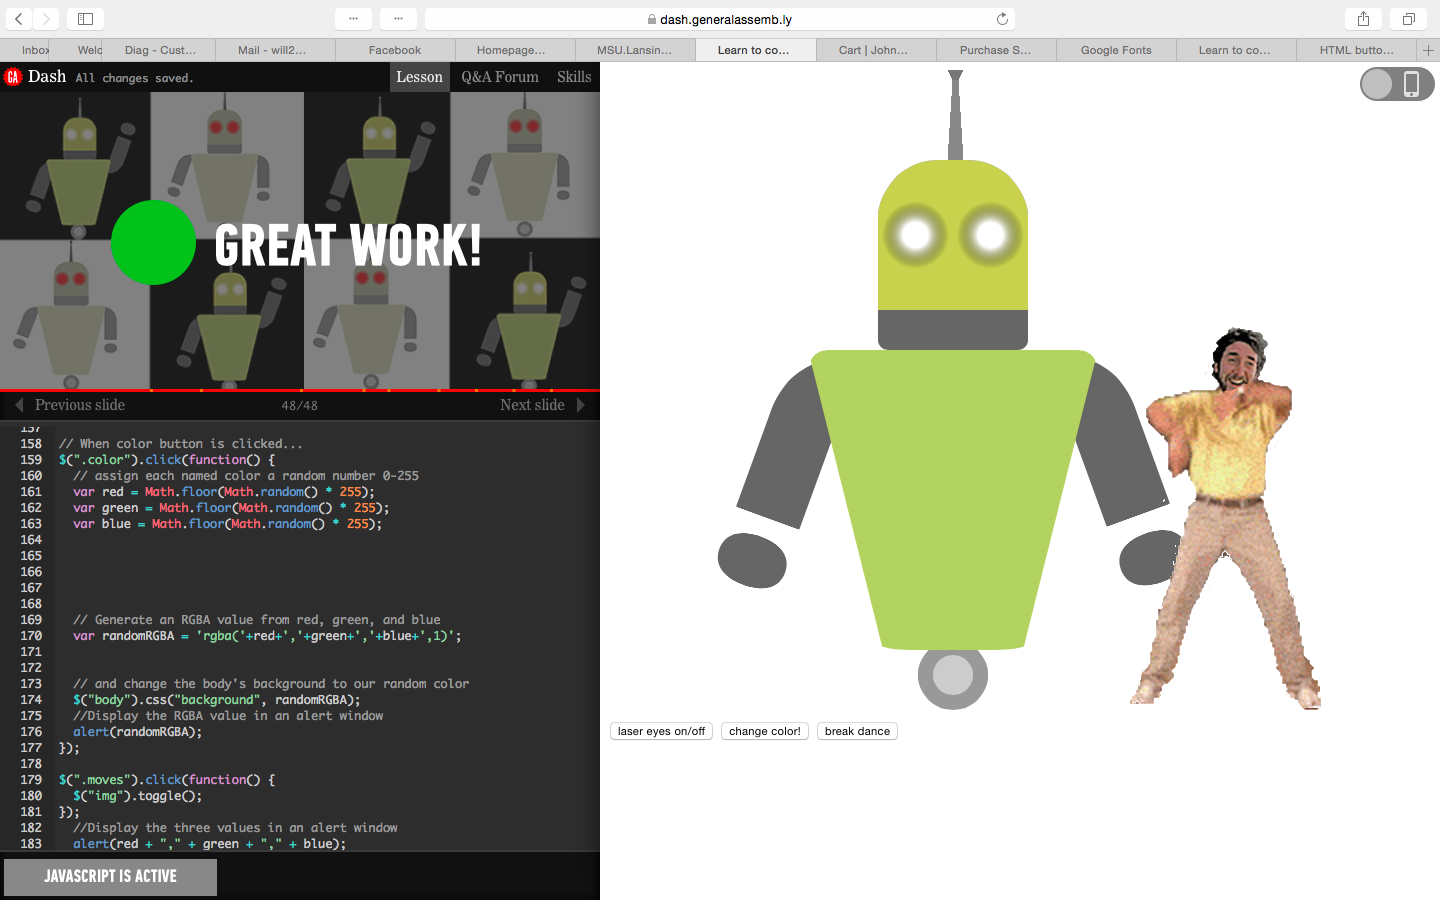 dash.generalassemb.ly
Inbox
Welc
Diag - Cust…
Mail - will2…
Facebook
Homepage…
MSU.Lansin…
Learn to co…
Cart | John…
Purchase S…
Google Fonts
Learn to co…
HTML butto…
GA
Dash
All changes saved.
Lesson
Q&A Forum
Skills
GREAT WORK!
Previous slide
48/48
Next slide
157
158 // When color button is clicked...
159 $(".color").click(function() {
160 // assign each named color a random number 0-255
161 var red = Math.floor(Math.random() * 255);
162 var green = Math.floor(Math.random() * 255);
163 var blue = Math.floor(Math.random() * 255);
164
165
166
167
168
169 // Generate an RGBA value from red, green, and blue
170 var randomRGBA = 'rgba('+red+','+green+','+blue+',1)';
171
172
173 // and change the body's background to our random color
174 $("body").css("background", randomRGBA);
175 //Display the RGBA value in an alert window
176 alert(randomRGBA);
177 });
178
179 $(".moves").click(function() {
180 $("img").toggle();
181 });
182 //Display the three values in an alert window
183 alert(red + "," + green + "," + blue);
JAVASCRIPT IS ACTIVE
laser eyes on/off
change color!
break dance